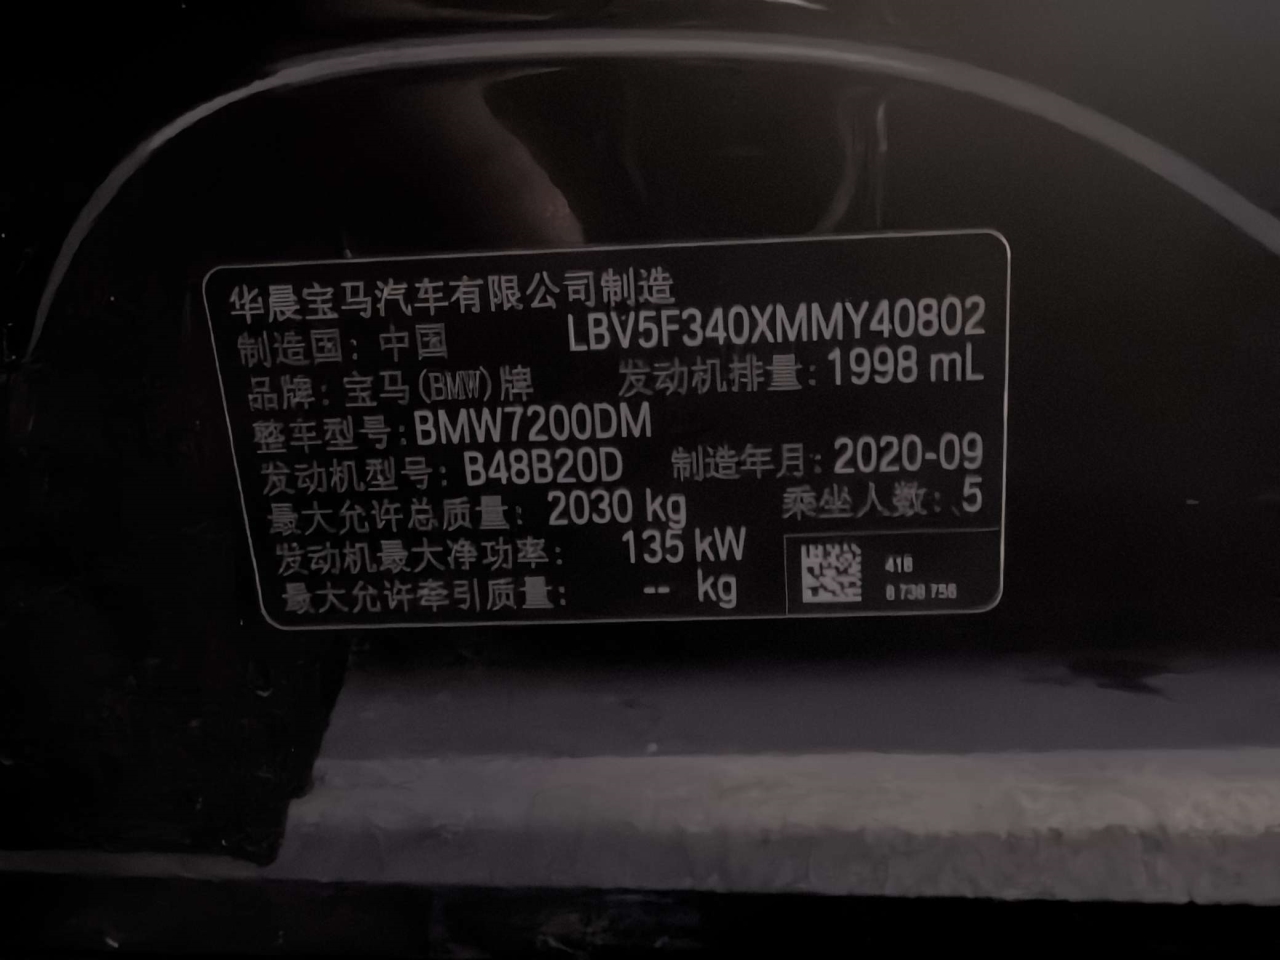 华晨宝马汽车有限公司制造
制造国：中国 LBV5F340XMMY40802
品牌：宝马(BMW)牌 发动机排量：1998 mL
整车型号：BMW7200DM
发动机型号：B48B20D 制造年月：2020-09
最大允许总质量：2030 kg 乘坐人数：5
发动机最大净功率：135 kW
最大允许牵引质量：-- kg
416
8 738 756